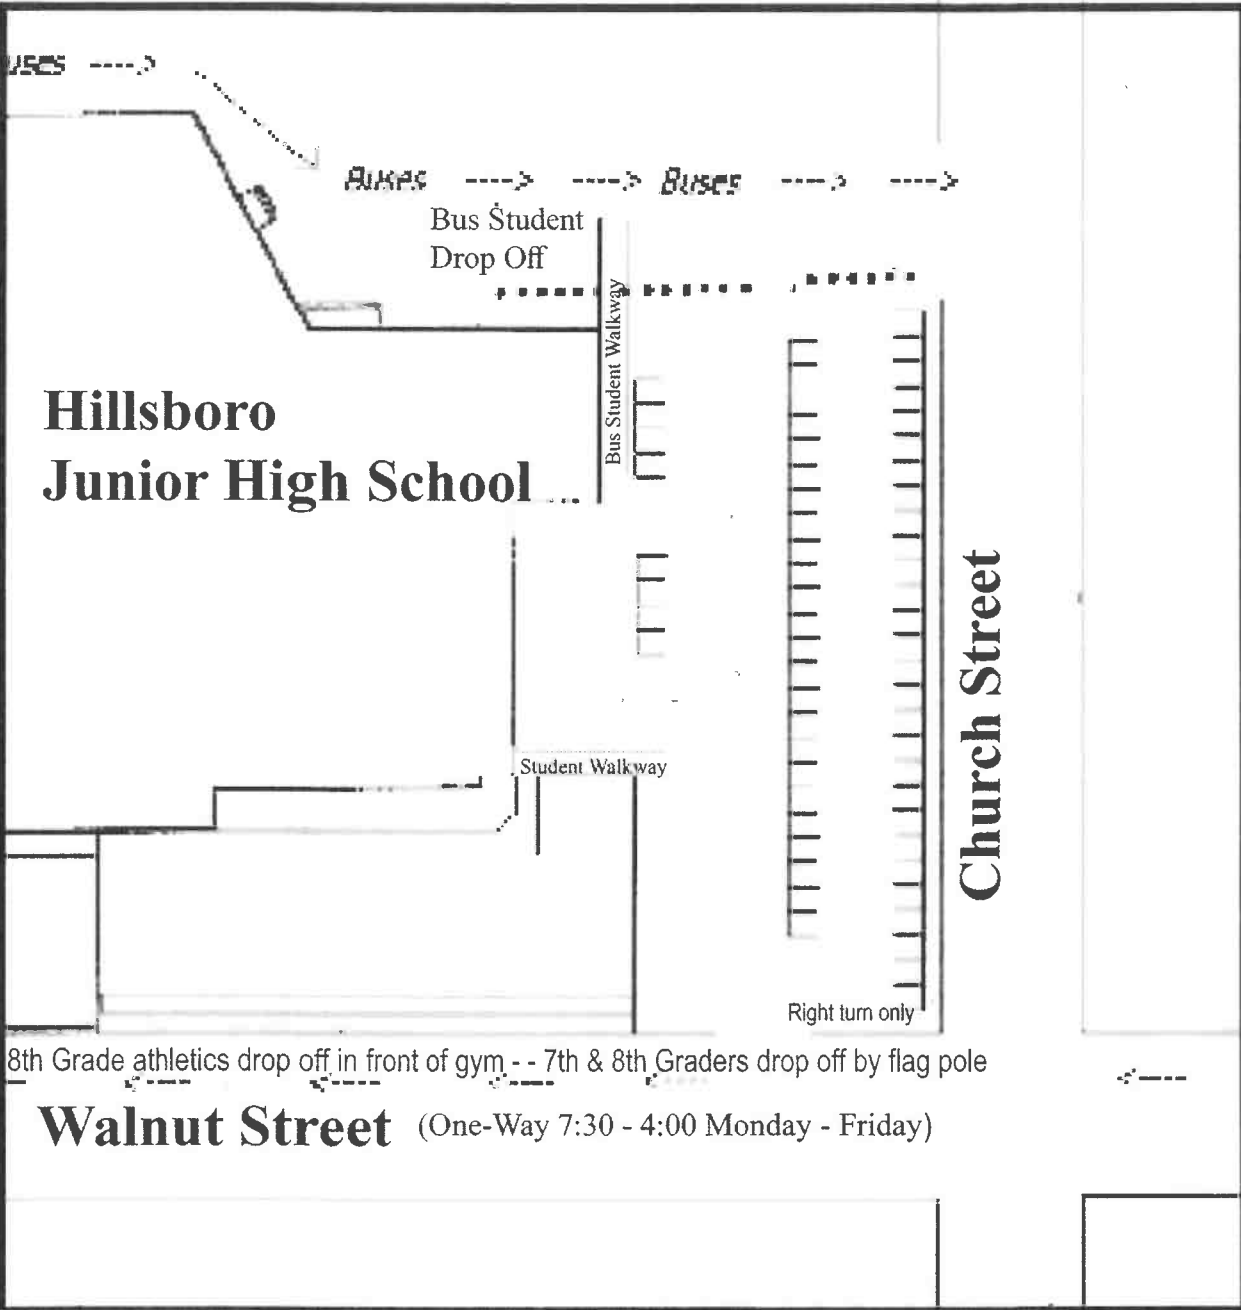 Buses
Buses
Bus Student
Drop Off
Bus Student Walkway
Hillsboro
Junior High School
Church Street
Student Walkway
Right turn only
8th Grade athletics drop off in front of gym - - 7th & 8th Graders drop off by flag pole
Walnut Street (One-Way 7:30 - 4:00 Monday - Friday)